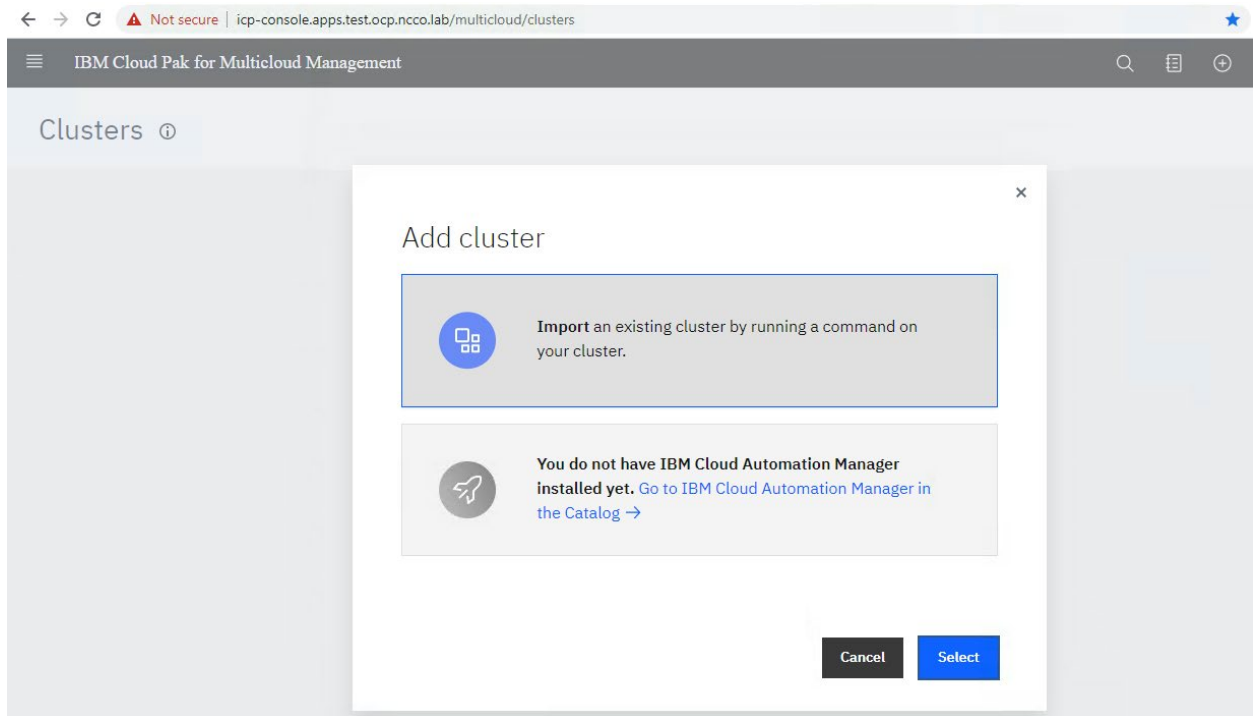 Not secure | icp-console.apps.test.ocp.ncco.lab/multicloud/clusters
IBM Cloud Pak for Multicloud Management
Clusters
Add cluster
Import an existing cluster by running a command on
your cluster.
You do not have IBM Cloud Automation Manager
installed yet. Go to IBM Cloud Automation Manager in
the Catalog →
Cancel Select